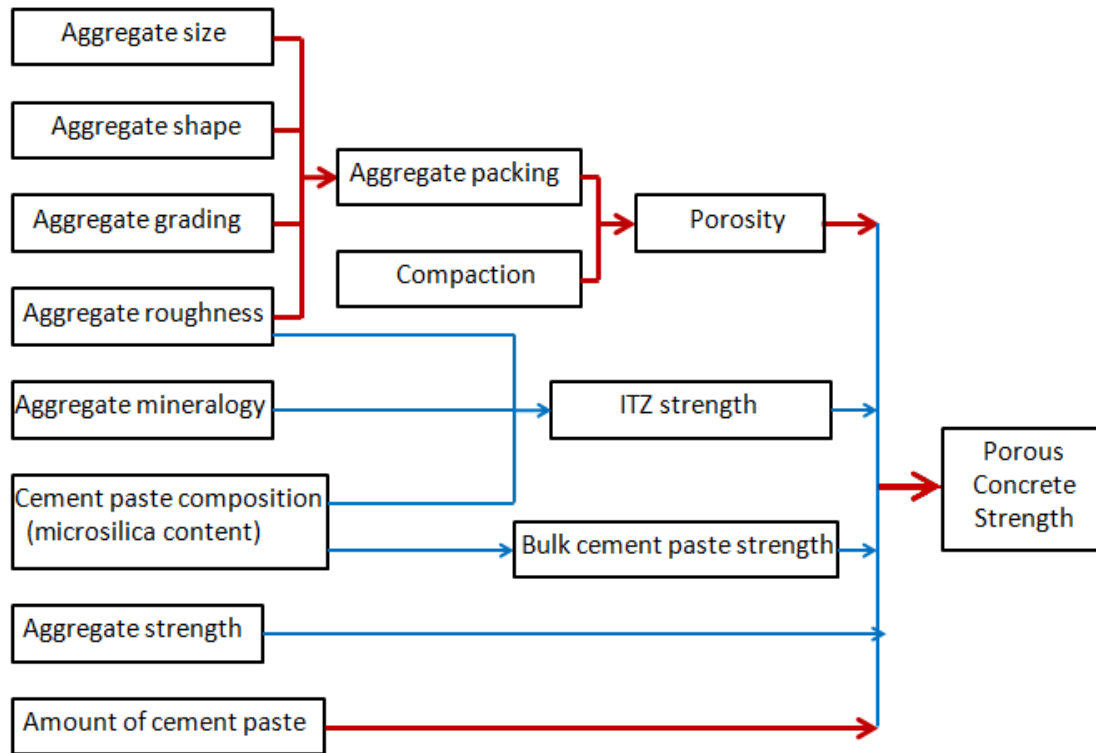 Aggregate size
Aggregate shape
Aggregate grading
Aggregate roughness
Aggregate mineralogy
Cement paste composition
(microsilica content)
Aggregate strength
Amount of cement paste
Aggregate packing
Compaction
Porosity
ITZ strength
Bulk cement paste strength
Porous
Concrete
Strength